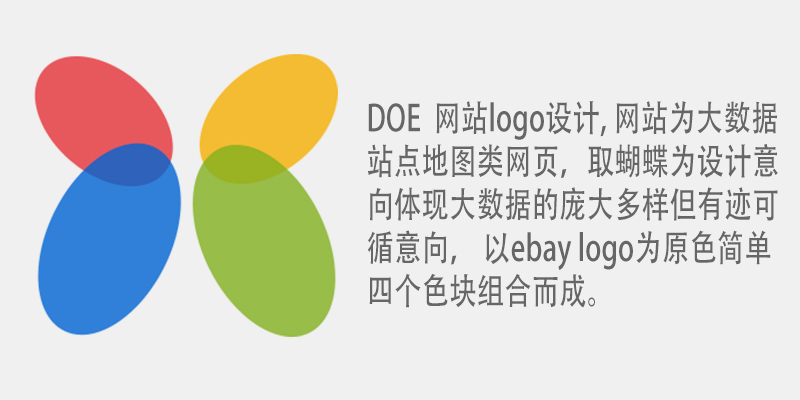 DOE 网站logo设计, 网站为大数据
站点地图类网页，取蝴蝶为设计意
向体现大数据的庞大多样但有迹可
循意向， 以ebay logo为原色简单
四个色块组合而成。